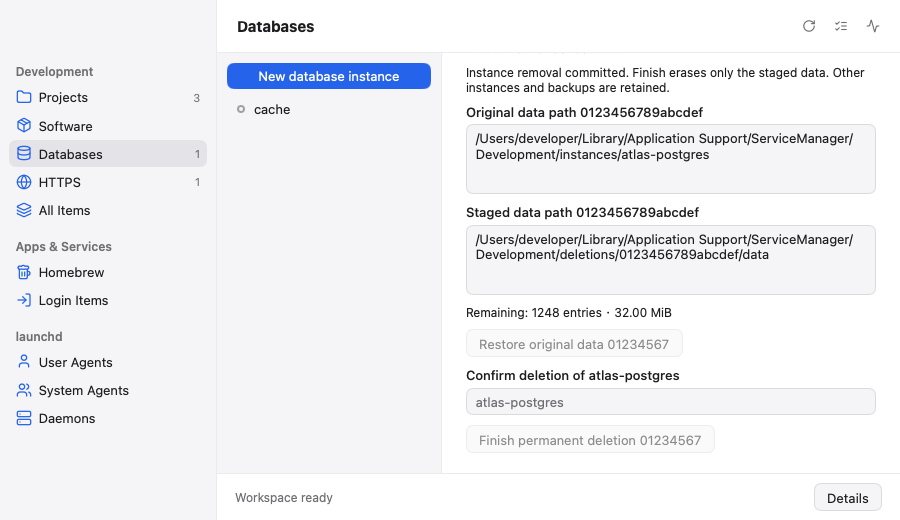 Databases
Development
Projects 3
Software
Databases 1
HTTPS 1
All Items
Apps & Services
Homebrew
Login Items
launchd
User Agents
System Agents
Daemons
New database instance
cache
Instance removal committed. Finish erases only the staged data. Other
instances and backups are retained.
Original data path 0123456789abcdef
/Users/developer/Library/Application Support/ServiceManager/
Development/instances/atlas-postgres
Staged data path 0123456789abcdef
/Users/developer/Library/Application Support/ServiceManager/
Development/deletions/0123456789abcdef/data
Remaining: 1248 entries · 32.00 MiB
Restore original data 01234567
Confirm deletion of atlas-postgres
atlas-postgres
Finish permanent deletion 01234567
Workspace ready
Details